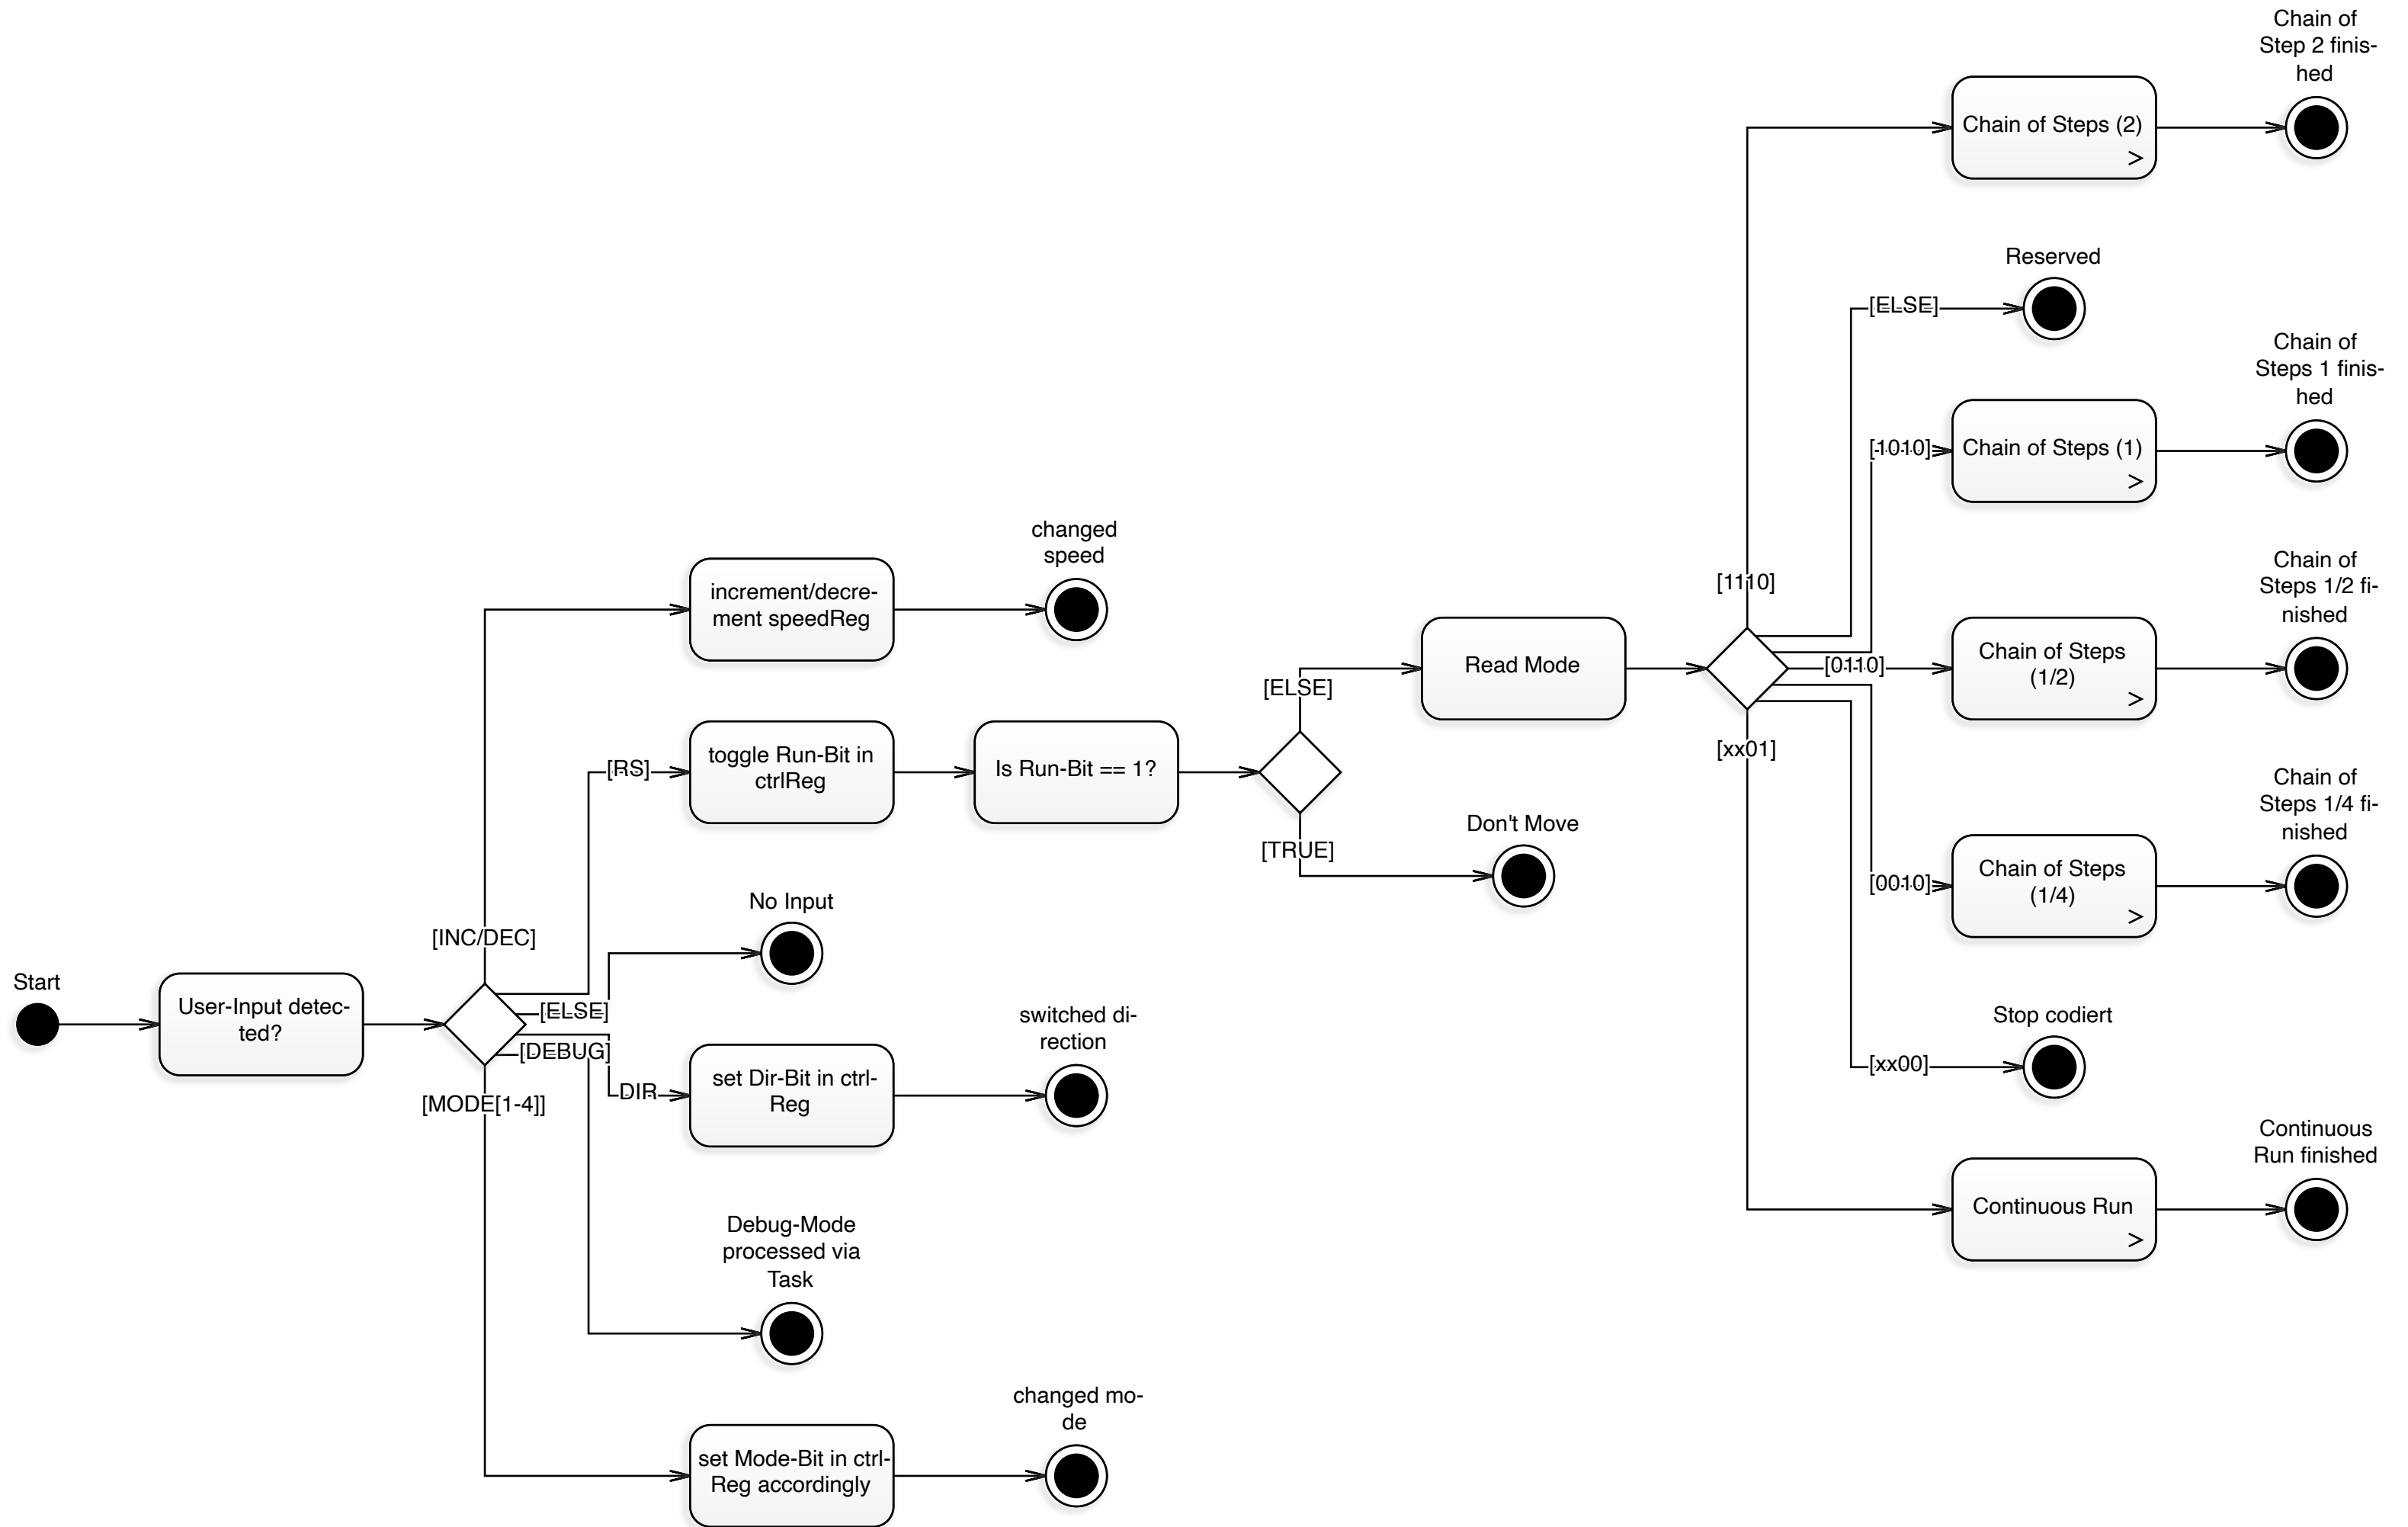 Chain of
Step 2 finis-
hed
Chain of Steps (2)
>
Reserved
[ELSE]
Chain of
Steps 1 finis-
hed
[1010]
Chain of Steps (1)
>
changed
speed
increment/decre-
ment speedReg
[1110]
Chain of
Steps 1/2 fi-
nished
[ELSE]
Read Mode
[0110]
Chain of Steps
(1/2)
>
[RS]
toggle Run-Bit in
ctrlReg
Is Run-Bit == 1?
[xx01]
[TRUE]
Don't Move
Chain of
Steps 1/4 fi-
nished
[0010]
Chain of Steps
(1/4)
>
No Input
[INC/DEC]
Start
User-Input detec-
ted?
[ELSE]
[DEBUG]
DIR
[MODE[1-4]]
set Dir-Bit in ctrl-
Reg
switched di-
rection
Stop codiert
[xx00]
Continuous
Run finished
Continuous Run
>
Debug-Mode
processed via
Task
changed mo-
de
set Mode-Bit in ctrl-
Reg accordingly